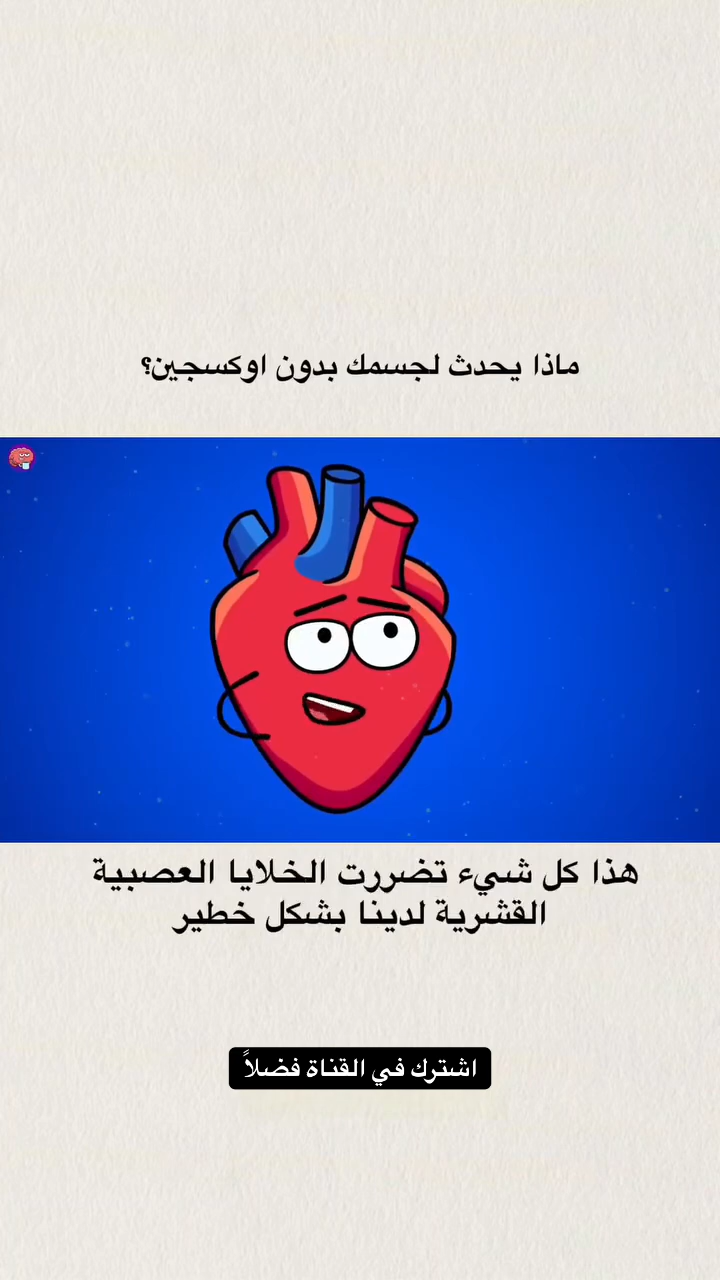 ماذا يحدث لجسمك بدون اوكسجين؟
هذا كل شيء تضررت الخلايا العصبية
القشرية لدينا بشكل خطير
اشترك في القناة فضلاً